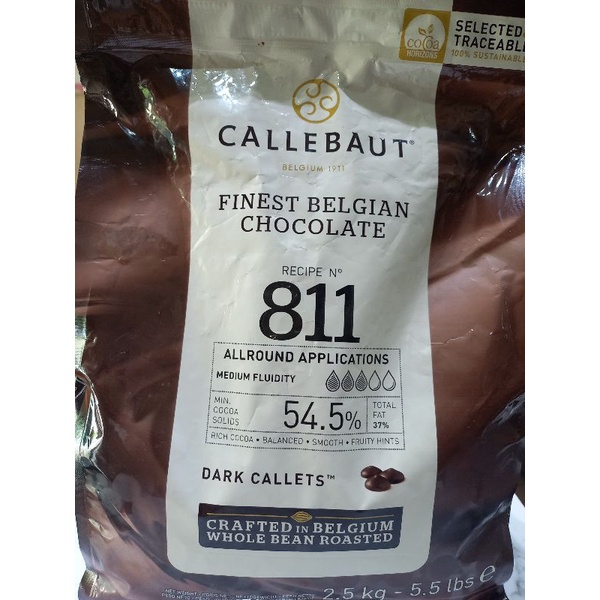 SELECTED
TRACEABLE
100% SUSTAINABLE
cocoa
HORIZONS
CALLEBAUT®
BELGIUM 1911
FINEST BELGIAN
CHOCOLATE
RECIPE N°
811
ALLROUND APPLICATIONS
MEDIUM FLUIDITY
MIN.
COCOA
SOLIDS
54.5%
TOTAL
FAT
37%
RICH COCOA • BALANCED • SMOOTH • FRUITY HINTS
DARK CALLETS™
CRAFTED IN BELGIUM
WHOLE BEAN ROASTED
2.5 kg - 5.5 lbs e